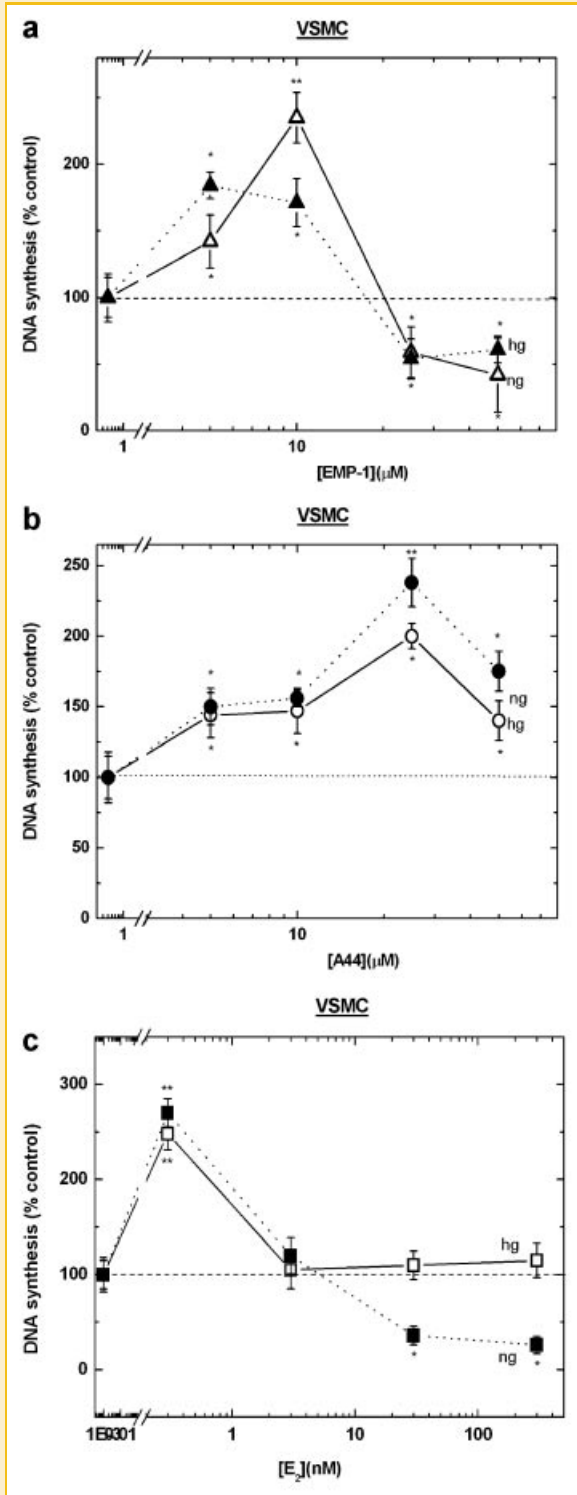 a
VSMC
**
*
*
*
*
*
*
*
hg
ng
200
100
0
DNA synthesis (% control)
1
10
[EMP-1](µM)
b
VSMC
**
*
*
*
*
*
*
*
ng
hg
250
200
150
100
50
0
DNA synthesis (% control)
1
10
[A44](µM)
c
VSMC
**
**
hg
ng
*
*
300
200
100
0
DNA synthesis (% control)
1
10
100
[E₂](nM)